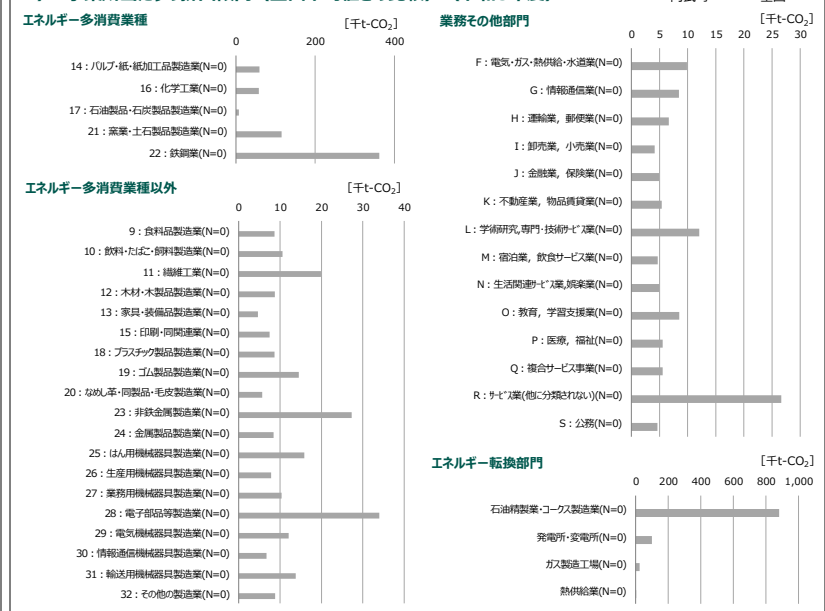 エネルギー多消費業種
[千t-CO₂]
0 200 400
14：パルプ・紙・紙加工品製造業(N=0)
16：化学工業(N=0)
17：石油製品・石炭製品製造業(N=0)
21：窯業・土石製品製造業(N=0)
22：鉄鋼業(N=0)
エネルギー多消費業種以外
[千t-CO₂]
0 10 20 30 40
9：食料品製造業(N=0)
10：飲料・たばこ・飼料製造業(N=0)
11：繊維工業(N=0)
12：木材・木製品製造業(N=0)
13：家具・装備品製造業(N=0)
15：印刷・同関連業(N=0)
18：プラスチック製品製造業(N=0)
19：ゴム製品製造業(N=0)
20：なめし革・同製品・毛皮製造業(N=0)
23：非鉄金属製造業(N=0)
24：金属製品製造業(N=0)
25：はん用機械器具製造業(N=0)
26：生産用機械器具製造業(N=0)
27：業務用機械器具製造業(N=0)
28：電子部品等製造業(N=0)
29：電気機械器具製造業(N=0)
30：情報通信機械器具製造業(N=0)
31：輸送用機械器具製造業(N=0)
32：その他の製造業(N=0)
業務その他部門
[千t-CO₂]
0 5 10 15 20 25 30
F：電気・ガス・熱供給・水道業(N=0)
G：情報通信業(N=0)
H：運輸業，郵便業(N=0)
I：卸売業，小売業(N=0)
J：金融業，保険業(N=0)
K：不動産業，物品賃貸業(N=0)
L：学術研究,専門・技術サービス業(N=0)
M：宿泊業，飲食サービス業(N=0)
N：生活関連サービス業,娯楽業(N=0)
O：教育，学習支援業(N=0)
P：医療，福祉(N=0)
Q：複合サービス事業(N=0)
R：サービス業(他に分類されない)(N=0)
S：公務(N=0)
エネルギー転換部門
[千t-CO₂]
0 200 400 600 800 1,000
石油精製業・コークス製造業(N=0)
発電所・変電所(N=0)
ガス製造工場(N=0)
熱供給業(N=0)